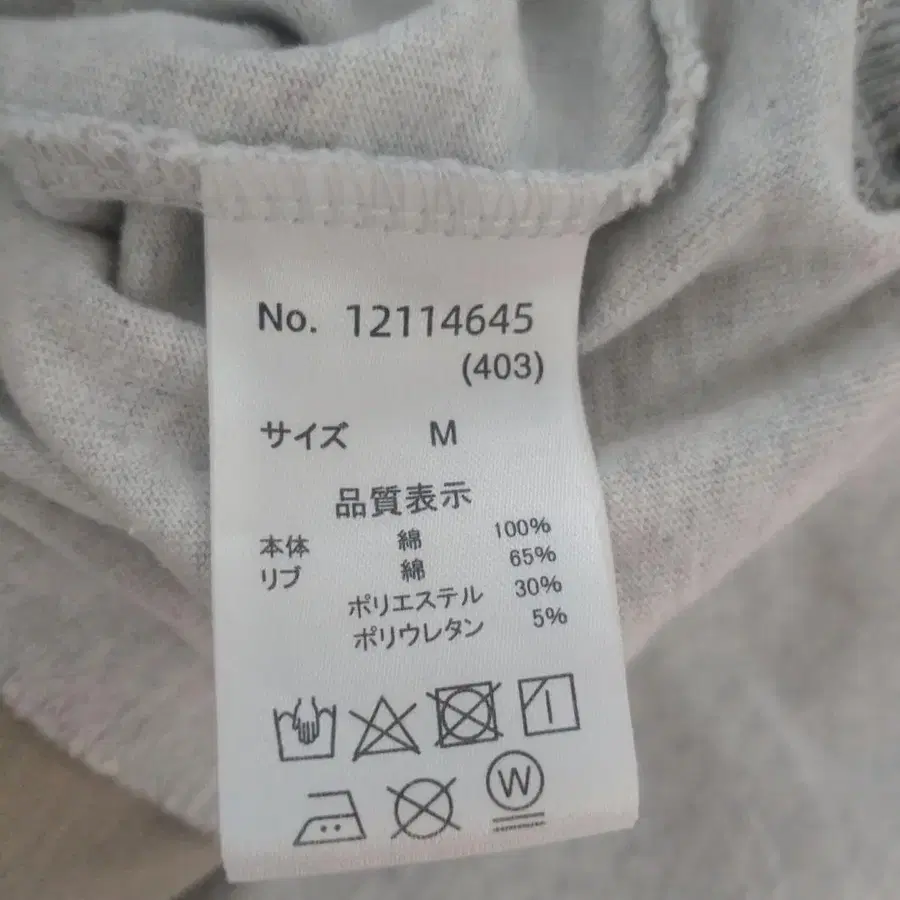 No. 12114645
(403)
サイズ M
品質表示
本体 綿 100%
リブ 綿 65%
ポリエステル 30%
ポリウレタン 5%
W